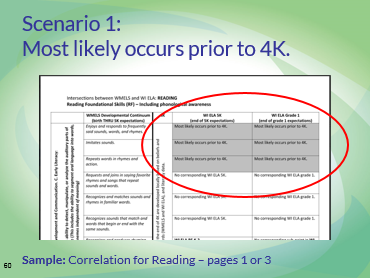 Scenario 1:
Most likely occurs prior to 4K.
Intersections between WMELS and WI ELA: READING
Reading Foundational Skills (RF) – Including phonological awareness
WMELS Developmental Continuum
(birth THRU 5K expectations)
WI ELA 5K
(end of 5K expectations)
WI ELA Grade 1
(end of grade 1 expectations)
Enjoys and responds to frequently said sounds, words, and rhymes.
Most likely occurs prior to 4K.
Most likely occurs prior to 4K.
Imitates sounds.
Most likely occurs prior to 4K.
Most likely occurs prior to 4K.
Repeats words in rhymes and action.
Most likely occurs prior to 4K.
Most likely occurs prior to 4K.
Requests and joins in saying favorite rhymes and songs that repeat sounds and words.
No corresponding WI ELA 5K.
No corresponding WI ELA grade 1.
Recognizes and matches sounds and rhymes in familiar words.
No corresponding WI ELA 5K.
No corresponding WI ELA grade 1.
Recognizes sounds that match and words that begin or end with the same sounds.
No corresponding WI ELA 5K.
No corresponding WI ELA grade 1.
60
Sample: Correlation for Reading – pages 1 or 3